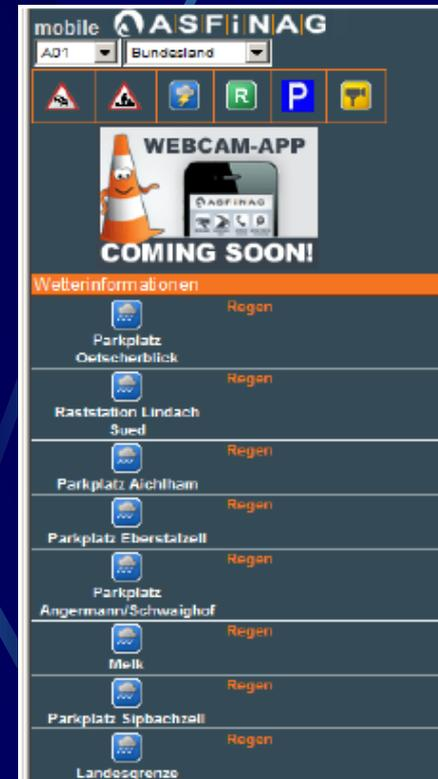 mobile ASFiNAG
A01 Bundesland
R P
WEBCAM-APP
ASFINAG
COMING SOON!
Wetterinformationen
Regen
Parkplatz
Oetscherblick
Regen
Raststation Lindach
Sued
Regen
Parkplatz Aichlham
Regen
Parkplatz Eberstalzell
Regen
Parkplatz
Angermann/Schwaighof
Regen
Melk
Regen
Parkplatz Sipbachzell
Regen
Landesgrenze